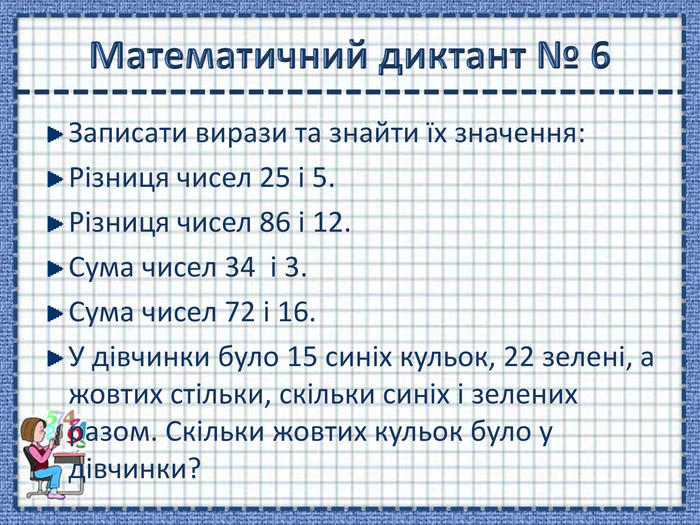 Математичний диктант № 6
Записати вирази та знайти їх значення:
Різниця чисел 25 і 5.
Різниця чисел 86 і 12.
Сума чисел 34 і 3.
Сума чисел 72 і 16.
У дівчинки було 15 синіх кульок, 22 зелені, а
жовтих стільки, скільки синіх і зелених
разом. Скільки жовтих кульок було у
дівчинки?